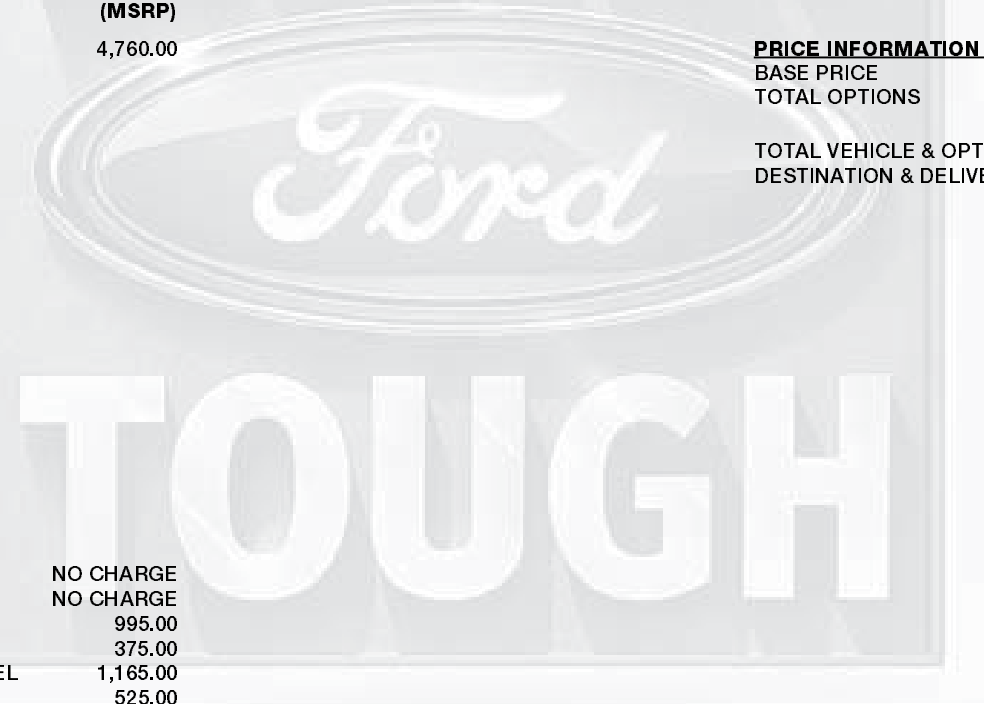 (MSRP)
4,760.00
PRICE INFORMATION
BASE PRICE
TOTAL OPTIONS
TOTAL VEHICLE & OPT
DESTINATION & DELIVE
Ford
TOUGH
NO CHARGE
NO CHARGE
995.00
375.00
EL 1,165.00
525.00